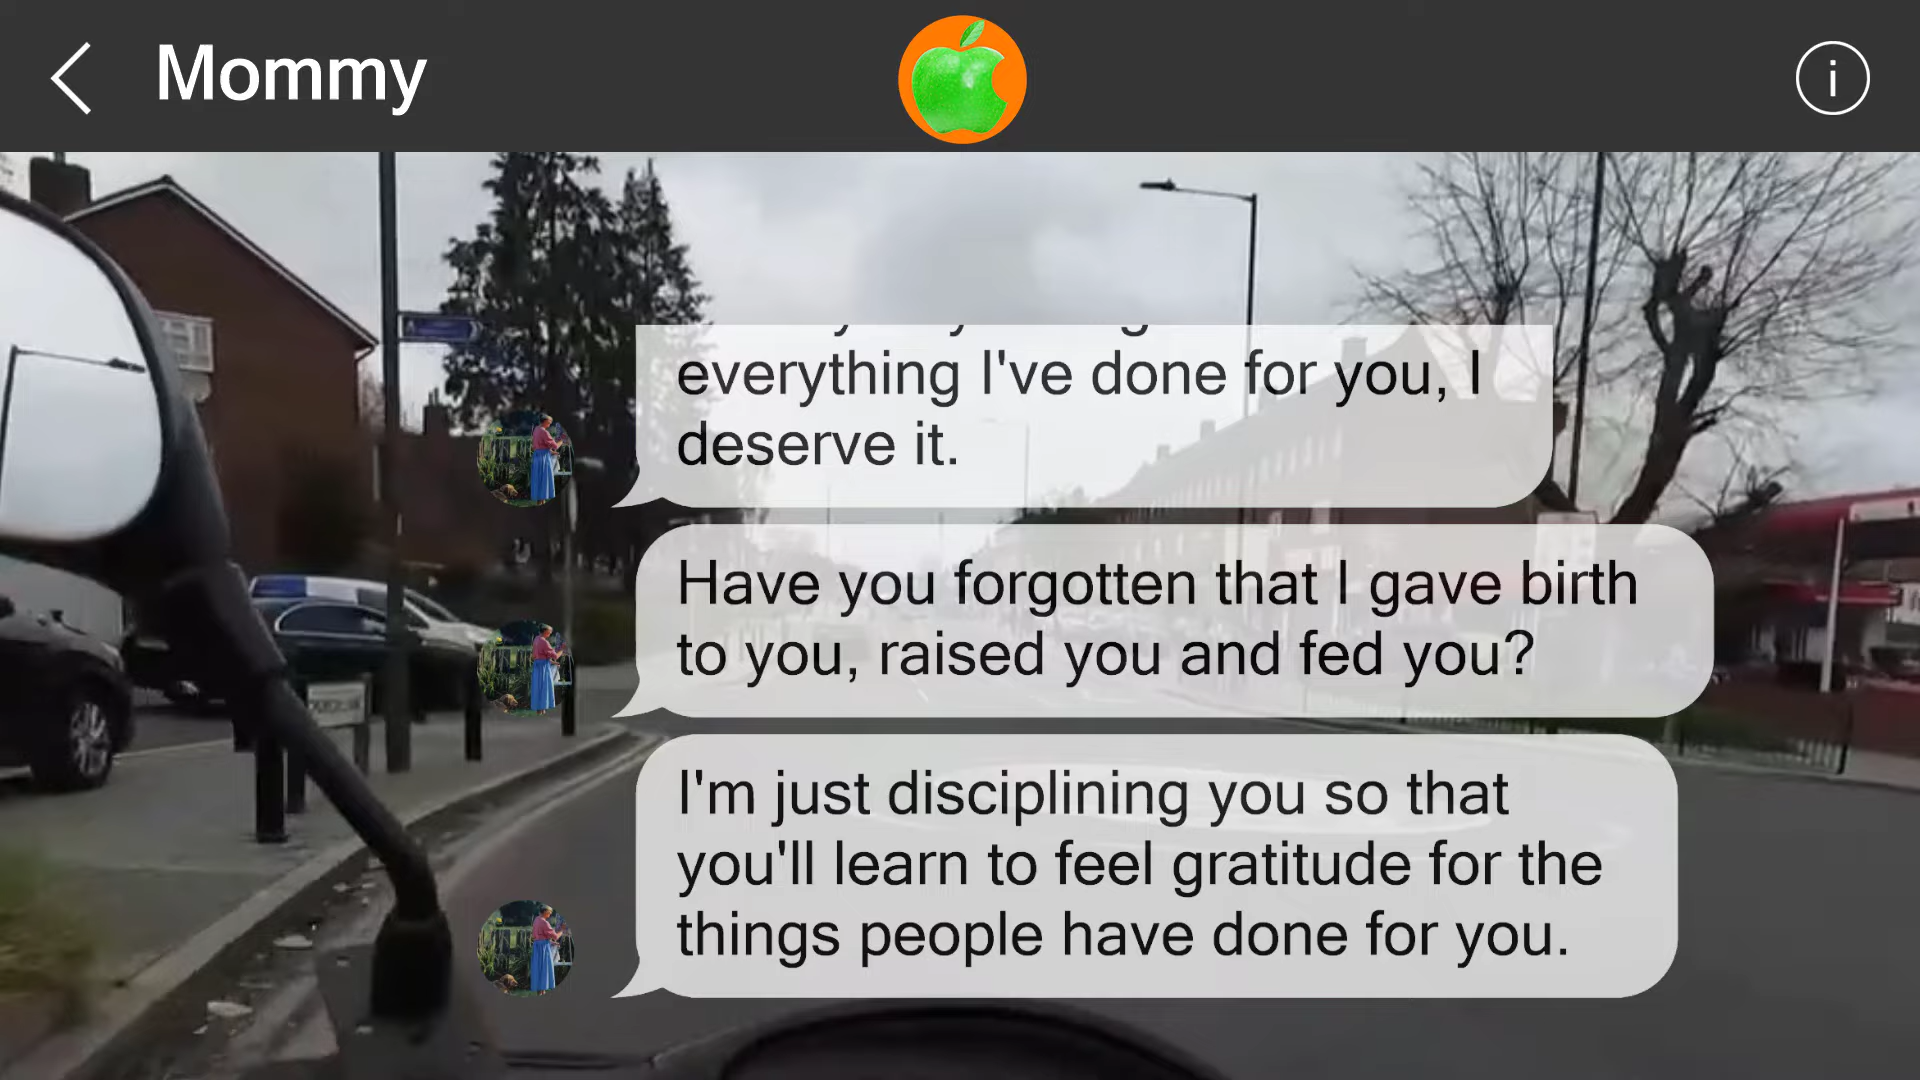 Mommy
i
everything I've done for you, I
deserve it.
Have you forgotten that I gave birth
to you, raised you and fed you?
I'm just disciplining you so that
you'll learn to feel gratitude for the
things people have done for you.